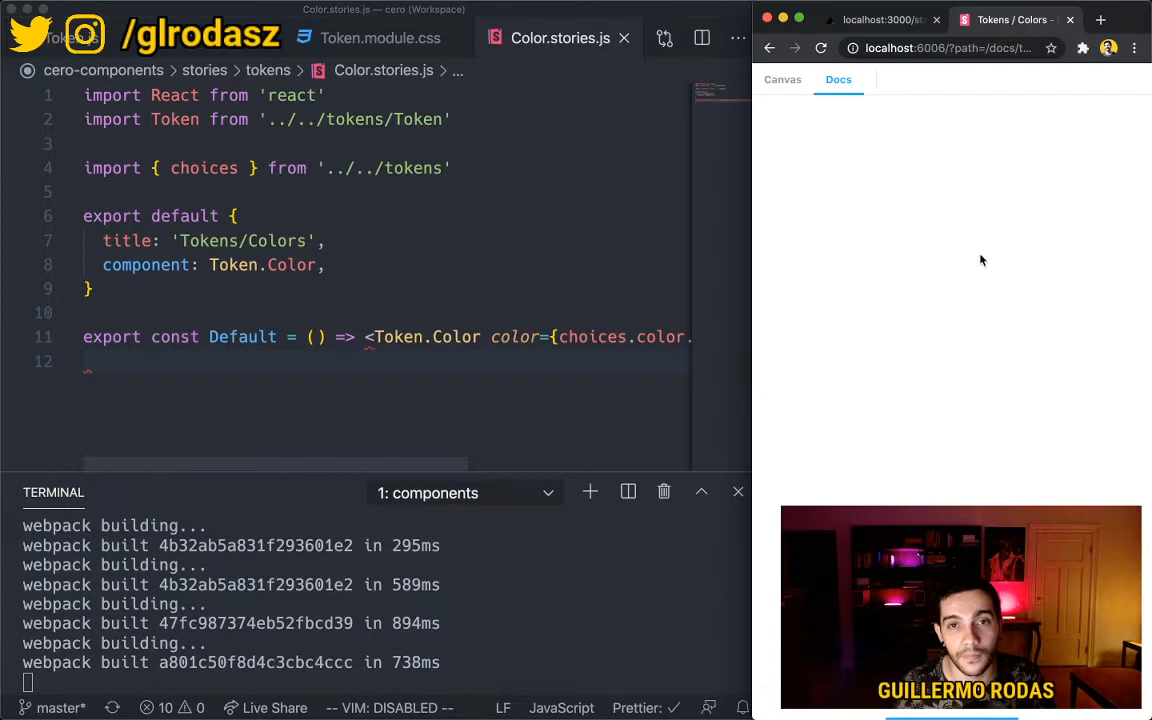 Color.stories.js — cero (Workspace)
/glrodasz
Token.module.css
Color.stories.js
cero-components > stories > tokens > Color.stories.js > ...
1 import React from 'react'
2 import Token from '../../tokens/Token'
3
4 import { choices } from '../../tokens'
5
6 export default {
7 title: 'Tokens/Colors',
8 component: Token.Color,
9 }
10
11 export const Default = () => <Token.Color color={choices.color.
12
TERMINAL
1: components
webpack building...
webpack built 4b32ab5a831f293601e2 in 295ms
webpack building...
webpack built 4b32ab5a831f293601e2 in 589ms
webpack building...
webpack built 47fc987374eb52fbcd39 in 894ms
webpack building...
webpack built a801c50f8d4c3cbc4ccc in 738ms
master*
10
0
Live Share
-- VIM: DISABLED --
LF
JavaScript
Prettier: ✓
localhost:3000/st
Tokens / Colors -
localhost:6006/?path=/docs/t...
Canvas
Docs
GUILLERMO RODAS